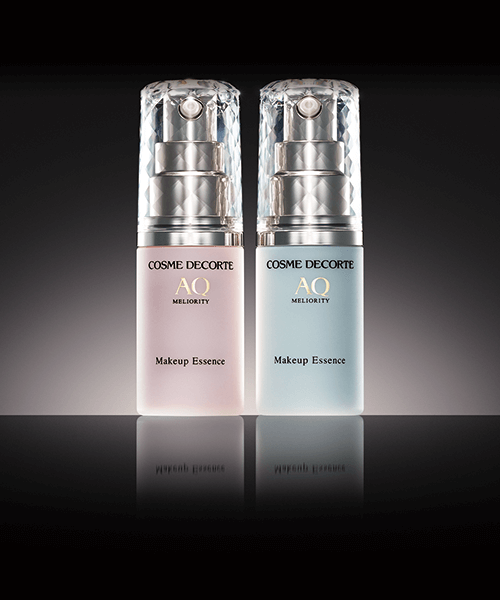 COSME DECORTE
AQ
MELIORITY
Makeup Essence
COSME DECORTE
AQ
MELIORITY
Makeup Essence